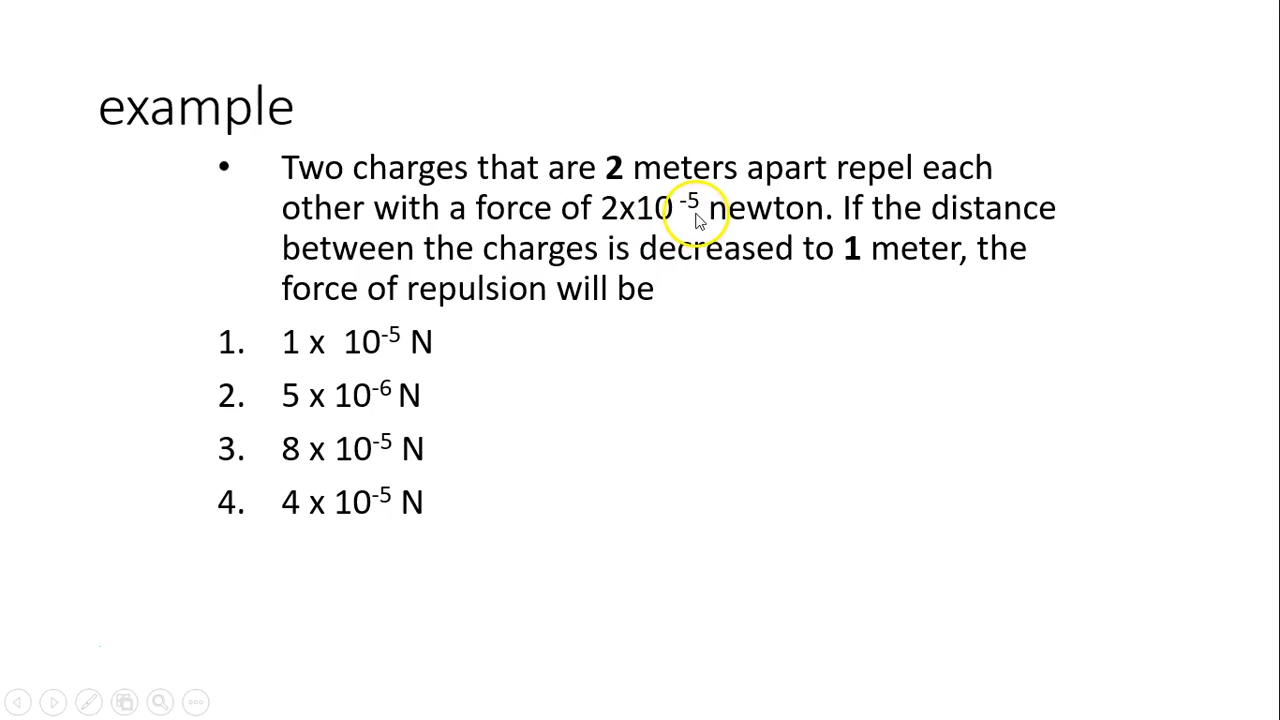 example
• Two charges that are 2 meters apart repel each
other with a force of 2x10 ⁻⁵ newton. If the distance
between the charges is decreased to 1 meter, the
force of repulsion will be
1. 1 x 10⁻⁵ N
2. 5 x 10⁻⁶ N
3. 8 x 10⁻⁵ N
4. 4 x 10⁻⁵ N